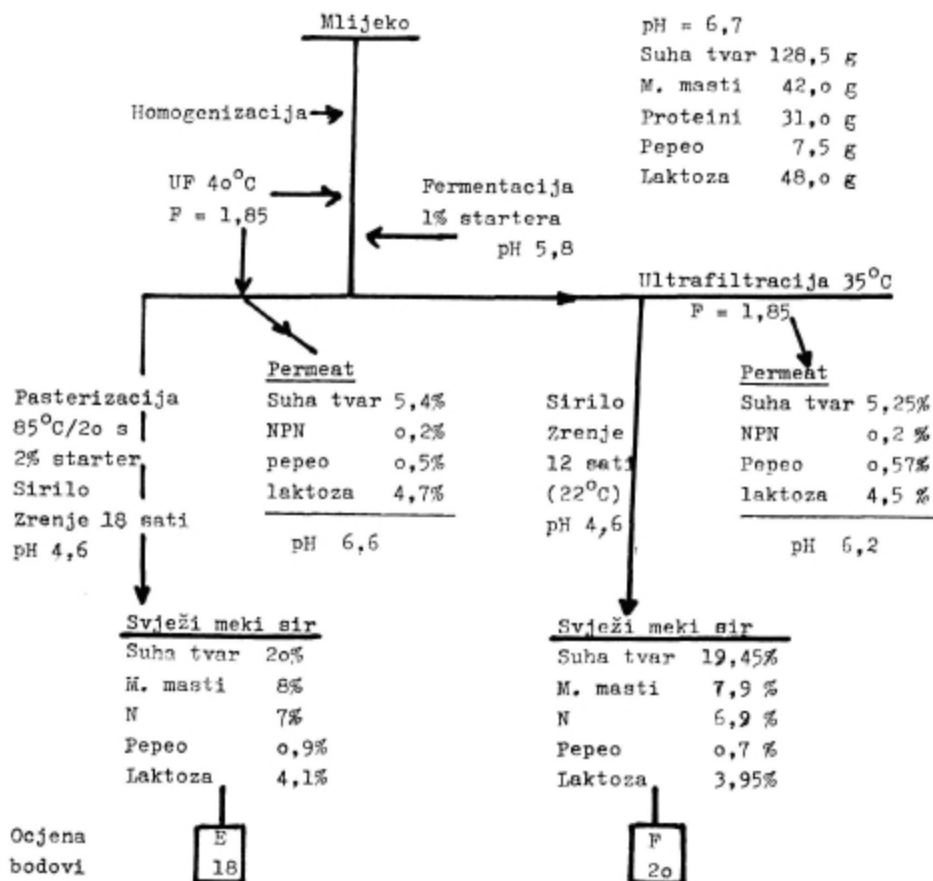 Mlijeko
pH = 6,7
Suha tvar 128,5 g
M. masti 42,o g
Proteini 31,o g
Pepeo 7,5 g
Laktoza 48,o g
Homogenizacija
UF 4o°C
F = 1,85
Fermentacija
1% startera
pH 5,8
Ultrafiltracija 35°C
F = 1,85
Pasterizacija
85°C/2o s
2% starter
Sirilo
Zrenje 18 sati
pH 4,6
Permeat
Suha tvar 5,4%
NPN o,2%
pepeo o,5%
laktoza 4,7%
pH 6,6
Sirilo
Zrenje
12 sati
(22°C)
pH 4,6
Permeat
Suha tvar 5,25%
NPN o,2 %
Pepeo o,57%
laktoza 4,5 %
pH 6,2
Svježi meki sir
Suha tvar 2o%
M. masti 8%
N 7%
Pepeo o,9%
Laktoza 4,1%
Svježi meki sir
Suha tvar 19,45%
M. masti 7,9 %
N 6,9 %
Pepeo o,7 %
Laktoza 3,95%
Ocjena
bodovi
E
18
F
2o